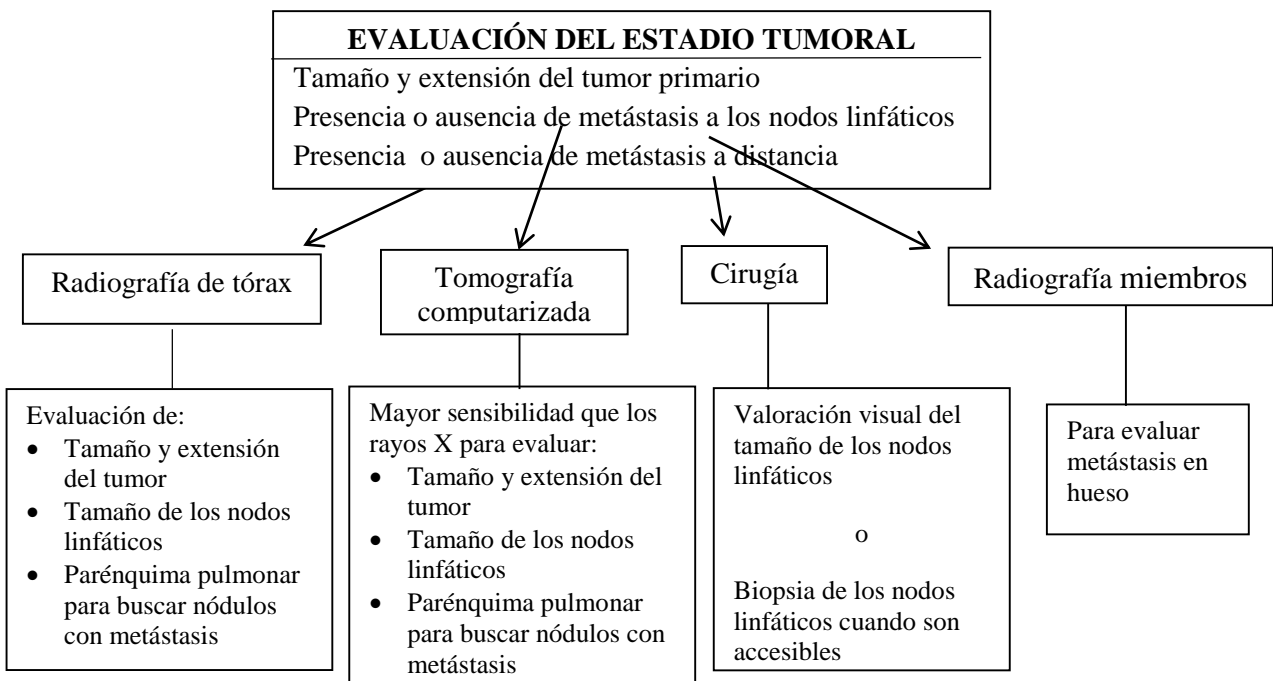 EVALUACIÓN DEL ESTADIO TUMORAL
Tamaño y extensión del tumor primario
Presencia o ausencia de metástasis a los nodos linfáticos
Presencia o ausencia de metástasis a distancia
Radiografía de tórax
Tomografía
computarizada
Cirugía
Radiografía miembros
Evaluación de:
• Tamaño y extensión
del tumor
• Tamaño de los nodos
linfáticos
• Parénquima pulmonar
para buscar nódulos
con metástasis
Mayor sensibilidad que los
rayos X para evaluar:
• Tamaño y extensión del
tumor
• Tamaño de los nodos
linfáticos
• Parénquima pulmonar
para buscar nódulos con
metástasis
Valoración visual del
tamaño de los nodos
linfáticos
o
Biopsia de los nodos
linfáticos cuando son
accesibles
Para evaluar
metástasis en
hueso